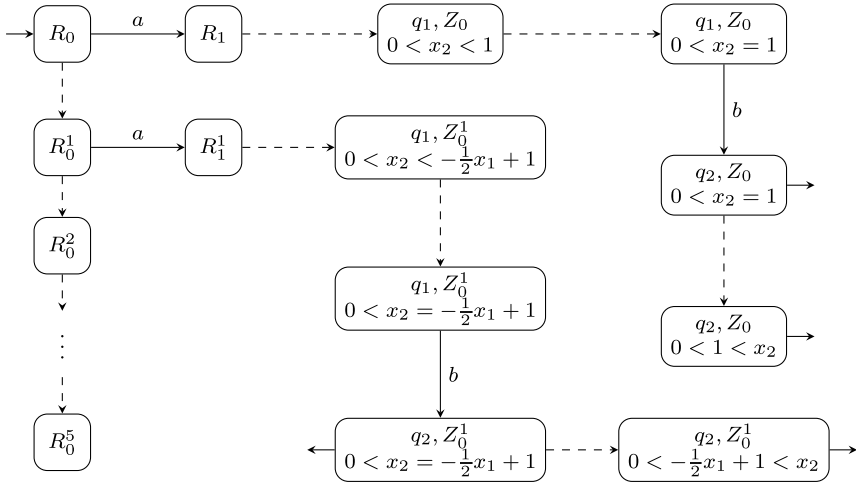 R_0 a R_1 q_1, Z_0 q_1, Z_0
0 < x_2 < 1 0 < x_2 = 1
b
R_0^1 a R_1^1 q_1, Z_0^1
0 < x_2 < -\frac{1}{2}x_1 + 1
q_2, Z_0
0 < x_2 = 1
R_0^2
q_1, Z_0^1
0 < x_2 = -\frac{1}{2}x_1 + 1
q_2, Z_0
0 < 1 < x_2
⋮
b
R_0^5 q_2, Z_0^1 q_2, Z_0^1
0 < x_2 = -\frac{1}{2}x_1 + 1 0 < -\frac{1}{2}x_1 + 1 < x_2